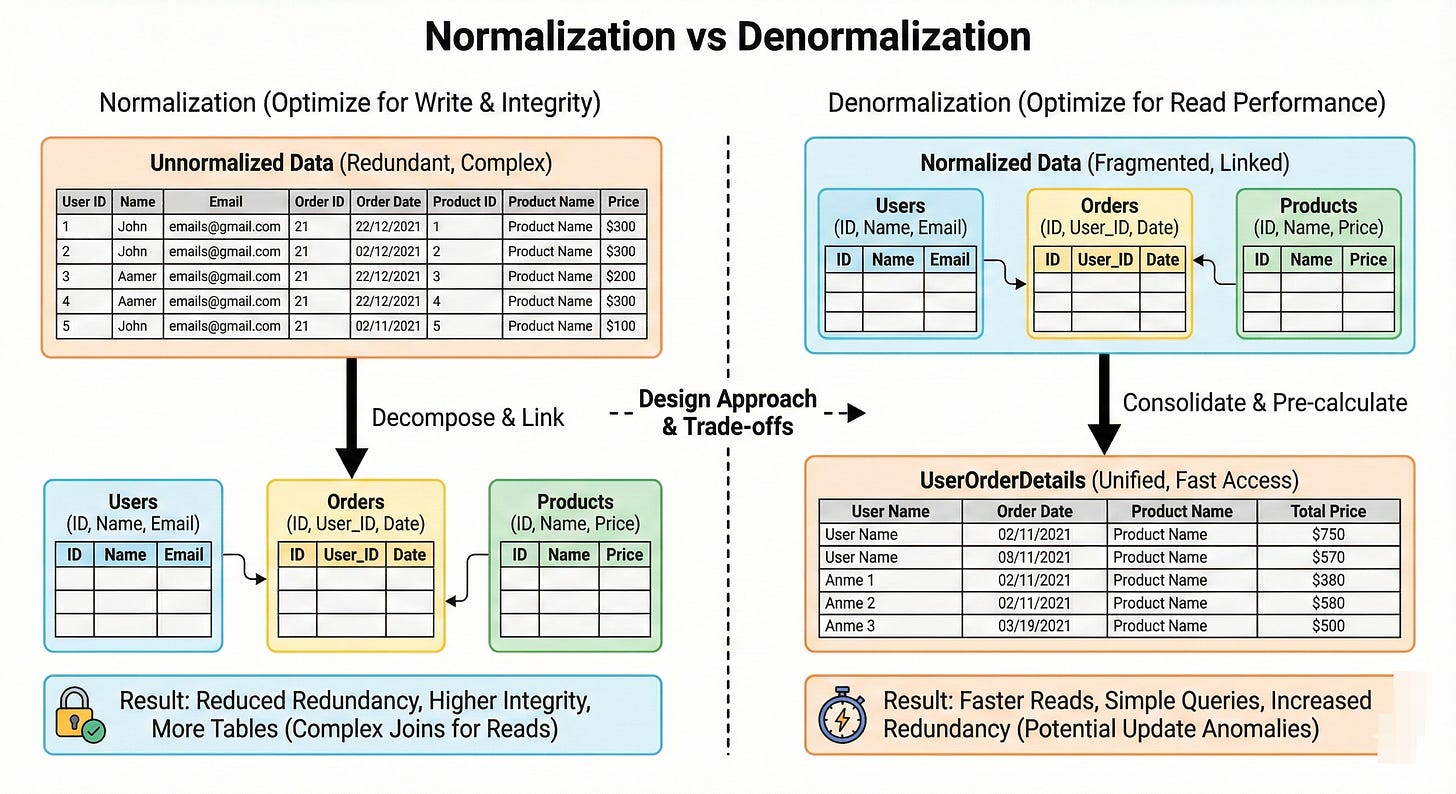 Normalization vs Denormalization
Normalization (Optimize for Write & Integrity)
Unnormalized Data (Redundant, Complex)
User ID Name Email Order ID Order Date Product ID Product Name Price
1 John emails@gmail.com 21 22/12/2021 1 Product Name $300
2 John emails@gmail.com 21 02/12/2021 2 Product Name $300
3 Aamer emails@gmail.com 21 22/12/2021 3 Product Name $200
4 Aamer emails@gmail.com 21 22/12/2021 4 Product Name $300
5 John emails@gmail.com 21 02/11/2021 5 Product Name $100
Decompose & Link
Users
(ID, Name, Email)
ID Name Email
Orders
(ID, User_ID, Date)
ID User_ID Date
Products
(ID, Name, Price)
ID Name Price
Result: Reduced Redundancy, Higher Integrity,
More Tables (Complex Joins for Reads)
Design Approach
& Trade-offs
Denormalization (Optimize for Read Performance)
Normalized Data (Fragmented, Linked)
Users
(ID, Name, Email)
ID Name Email
Orders
(ID, User_ID, Date)
ID User_ID Date
Products
(ID, Name, Price)
ID Name Price
Consolidate & Pre-calculate
UserOrderDetails (Unified, Fast Access)
User Name Order Date Product Name Total Price
User Name 02/11/2021 Product Name $750
User Name 03/11/2021 Product Name $570
Anme 1 02/11/2021 Product Name $380
Anme 2 02/11/2021 Product Name $580
Anme 3 03/19/2021 Product Name $500
Result: Faster Reads, Simple Queries, Increased
Redundancy (Potential Update Anomalies)